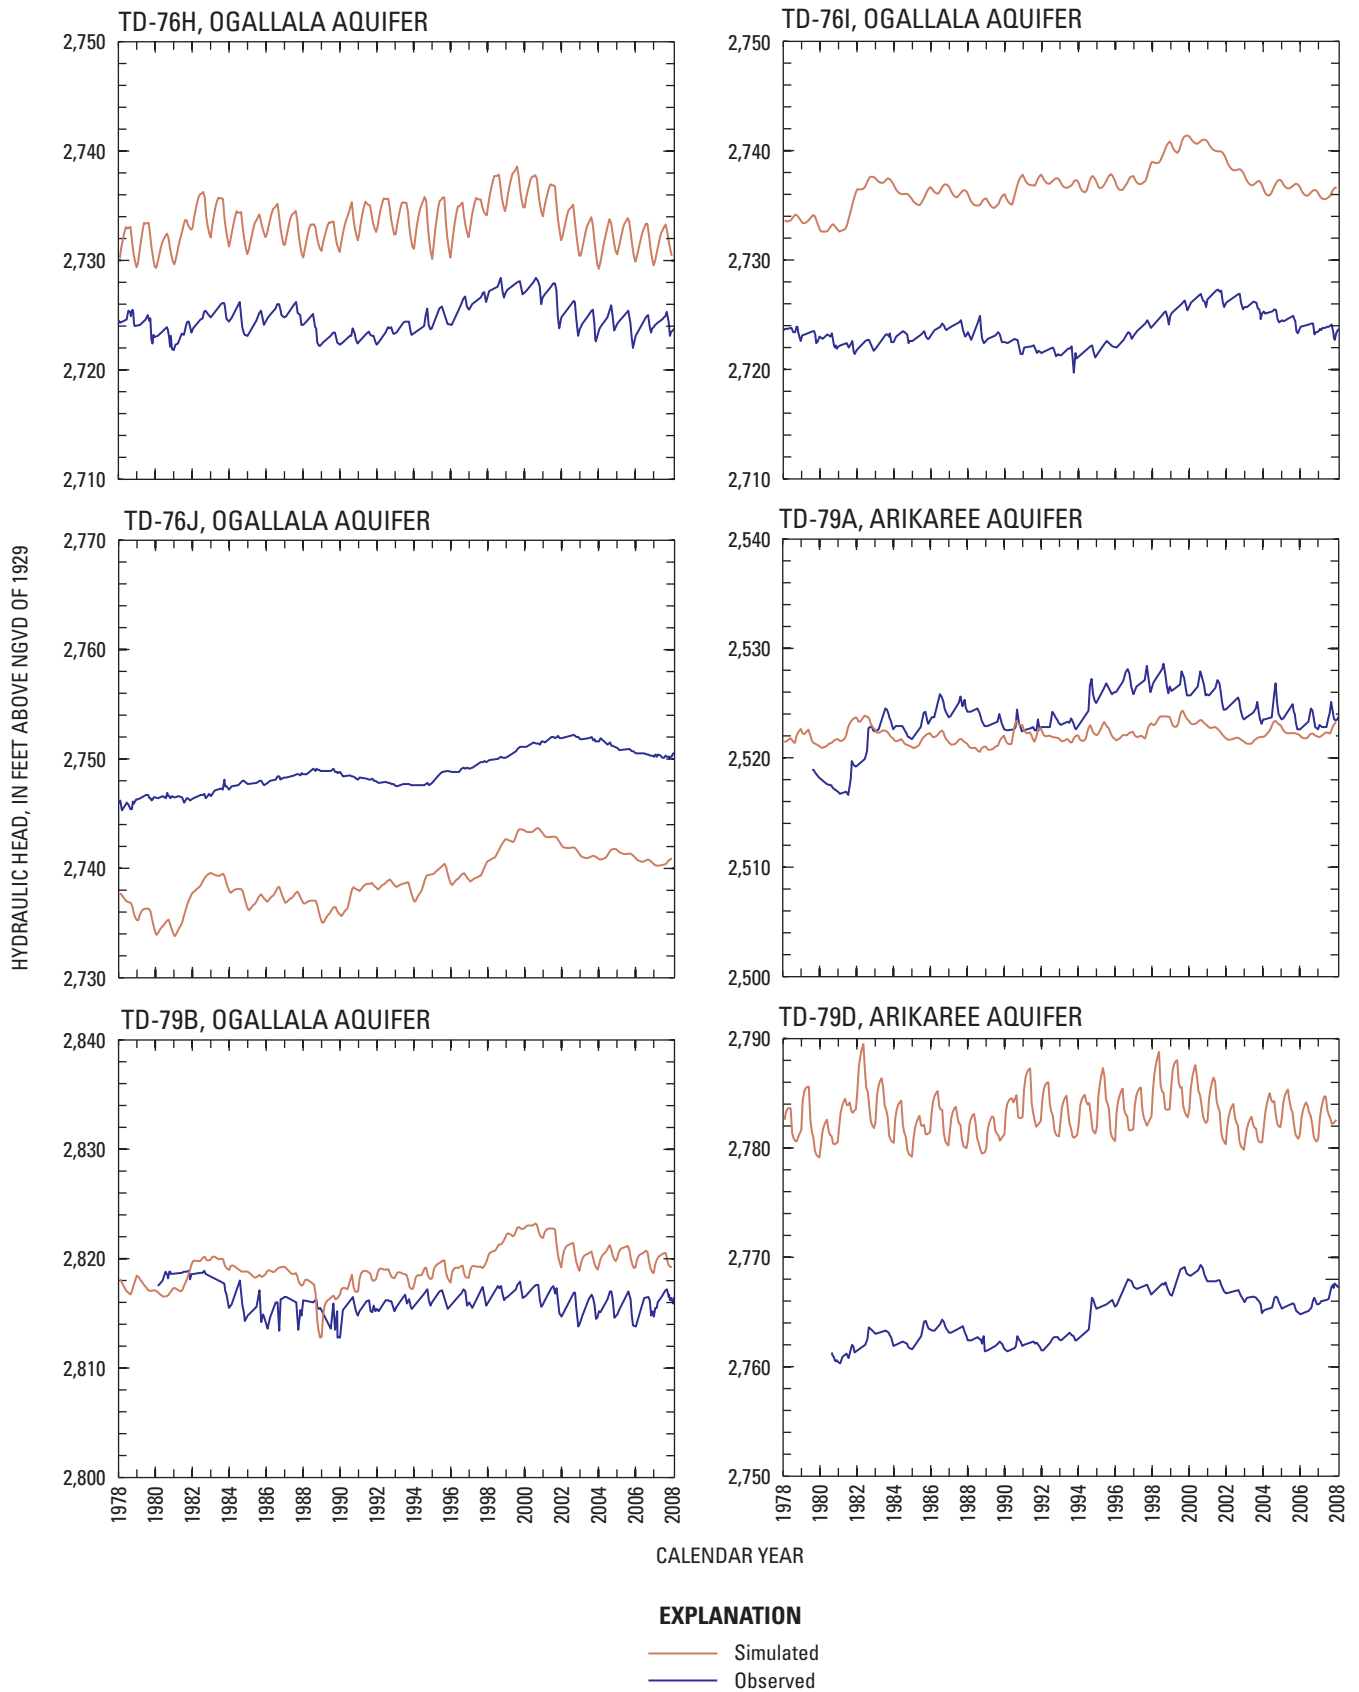 TD-76H, OGALLALA AQUIFER
2,750
2,740
2,730
2,720
2,710
TD-76I, OGALLALA AQUIFER
2,750
2,740
2,730
2,720
2,710
HYDRAULIC HEAD, IN FEET ABOVE NGVD OF 1929
TD-76J, OGALLALA AQUIFER
2,770
2,760
2,750
2,740
2,730
TD-79A, ARIKAREE AQUIFER
2,540
2,530
2,520
2,510
2,500
TD-79B, OGALLALA AQUIFER
2,840
2,830
2,820
2,810
2,800
1978 1980 1982 1984 1986 1988 1990 1992 1994 1996 1998 2000 2002 2004 2006 2008
TD-79D, ARIKAREE AQUIFER
2,790
2,780
2,770
2,760
2,750
1978 1980 1982 1984 1986 1988 1990 1992 1994 1996 1998 2000 2002 2004 2006 2008
CALENDAR YEAR
EXPLANATION
Simulated
Observed